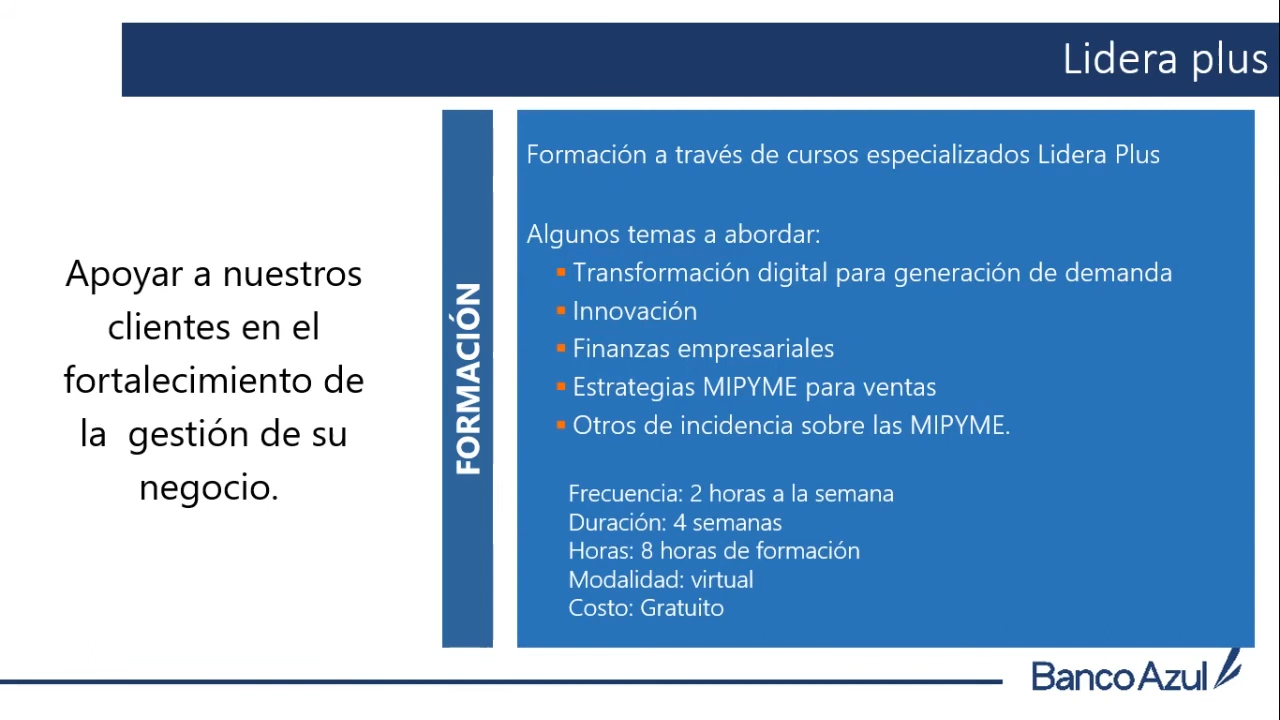 Lidera plus
Apoyar a nuestros
clientes en el
fortalecimiento de
la  gestión de su
negocio.
FORMACIÓN
Formación a través de cursos especializados Lidera Plus
Algunos temas a abordar:
▪ Transformación digital para generación de demanda
▪ Innovación
▪ Finanzas empresariales
▪ Estrategias MIPYME para ventas
▪ Otros de incidencia sobre las MIPYME.
Frecuencia: 2 horas a la semana
Duración: 4 semanas
Horas: 8 horas de formación
Modalidad: virtual
Costo: Gratuito
BancoAzul